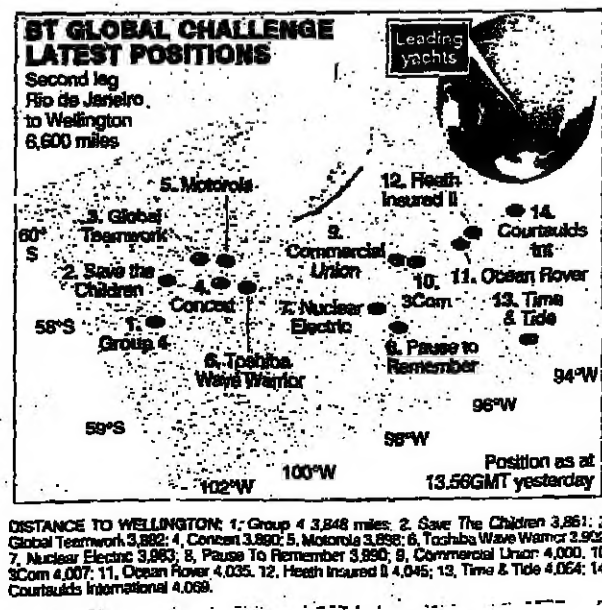 BT GLOBAL CHALLENGE
LATEST POSITIONS
Second leg
Rio de Janeiro
to Wellington
6,600 miles
Leading
yachts
5. Motorola
3. Global
Teamwork
2. Save the
Children
4.
Concert
1.
Group 4
6. Toshiba
Wave Warrior
12. Heath
Insured II
9.
Commercial
Union
10.
3Com
7. Nuclear
Electric
8. Pause to
Remember
14.
Courtaulds
Int
11. Ocean Rover
13. Time
& Tide
60°
S
58°S
59°S
102°W
100°W
98°W
96°W
94°W
Position as at
13.56GMT yesterday
DISTANCE TO WELLINGTON: 1, Group 4 3,848 miles; 2, Save The Children 3,861;
Global Teamwork 3,882; 4, Concert 3,890; 5, Motorola 3,898; 6, Toshiba Wave Warrior
7, Nuclear Electric 3,983; 8, Pause To Remember 3,990; 9, Commercial Union 4,000. 10
3Com 4,007; 11, Ocean Rover 4,035. 12, Heath Insured II 4,045; 13, Time & Tide 4,064; 14
Courtaulds International 4,069.